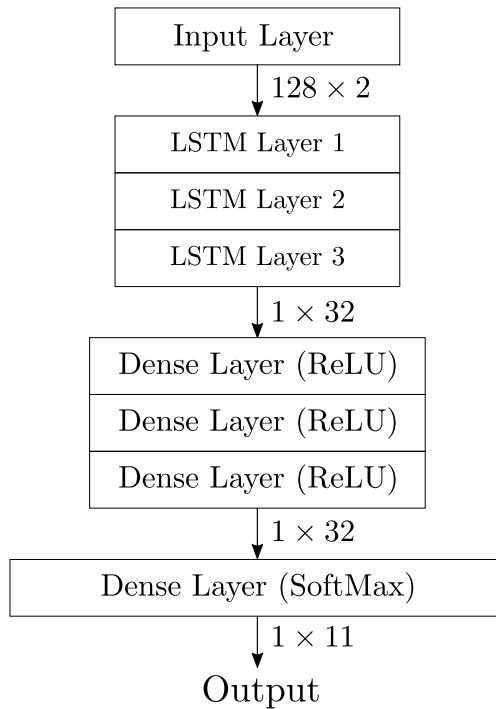 Input Layer
128 × 2
LSTM Layer 1
LSTM Layer 2
LSTM Layer 3
1 × 32
Dense Layer (ReLU)
Dense Layer (ReLU)
Dense Layer (ReLU)
1 × 32
Dense Layer (SoftMax)
1 × 11
Output